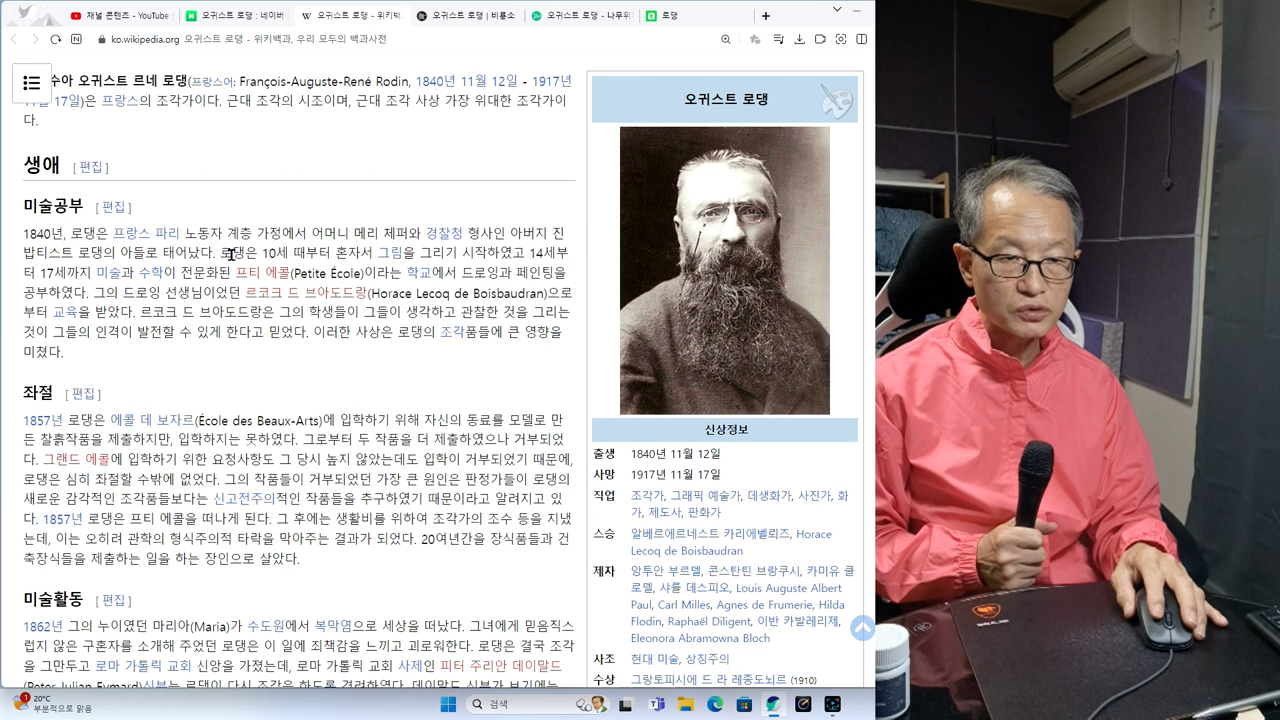 재널 콘텐츠 - YouTube
오귀스트 로댕 : 네이버
오귀스트 로댕 - 위키백
오귀스트 로댕 | 비룡소
오귀스트 로댕 - 나무위
로댕
ko.wikipedia.org 오귀스트 로댕 - 위키백과, 우리 모두의 백과사전
수아 오귀스트 르네 로댕(프랑스어: François-Auguste-René Rodin, 1840년 11월 12일 - 1917년
17일)은 프랑스의 조각가이다. 근대 조각의 시조이며, 근대 조각 사상 가장 위대한 조각가이
다.
생애 [ 편집 ]
미술공부 [ 편집 ]
1840년, 로댕은 프랑스 파리 노동자 계층 가정에서 어머니 메리 체퍼와 경찰청 형사인 아버지 진
밥티스트 로댕의 아들로 태어났다. 로댕은 10세 때부터 혼자서 그림을 그리기 시작하였고 14세부
터 17세까지 미술과 수학이 전문화된 프티 에콜(Petite École)이라는 학교에서 드로잉과 페인팅을
공부하였다. 그의 드로잉 선생님이었던 르코크 드 브아도드랑(Horace Lecoq de Boisbaudran)으로
부터 교육을 받았다. 르코크 드 브아도드랑은 그의 학생들이 그들이 생각하고 관찰한 것을 그리는
것이 그들의 인격이 발전할 수 있게 한다고 믿었다. 이러한 사상은 로댕의 조각품들에 큰 영향을
미쳤다.
좌절 [ 편집 ]
1857년 로댕은 에콜 데 보자르(École des Beaux-Arts)에 입학하기 위해 자신의 동료를 모델로 만
든 찰흙작품을 제출하지만, 입학하지는 못하였다. 그로부터 두 작품을 더 제출하였으나 거부되었
다. 그랜드 에콜에 입학하기 위한 요청사항도 그 당시 높지 않았는데도 입학이 거부되었기 때문에,
로댕은 심히 좌절할 수밖에 없었다. 그의 작품들이 거부되었던 가장 큰 원인은 판정가들이 로댕의
새로운 감각적인 조각품들보다는 신고전주의적인 작품들을 추구하였기 때문이라고 알려지고 있
다. 1857년 로댕은 프티 에콜을 떠나게 된다. 그 후에는 생활비를 위하여 조각가의 조수 등을 지냈
는데, 이는 오히려 관학의 형식주의적 타락을 막아주는 결과가 되었다. 20여년간을 장식품들과 건
축장식들을 제출하는 일을 하는 장인으로 살았다.
미술활동 [ 편집 ]
1862년 그의 누이였던 마리아(Maria)가 수도원에서 복막염으로 세상을 떠났다. 그녀에게 믿음직스
럽지 않은 구혼자를 소개해 주었던 로댕은 이 일에 죄책감을 느끼고 괴로워한다. 로댕은 결국 조각
을 그만두고 로마 가톨릭 교회 신앙을 가졌는데, 로마 가톨릭 교회 사제인 피터 주리안 데이말드
(Peter Julian Eymard)신부는 로댕이 다시 조각을 하도록 격려하였다. 데이말드 신부가 보기에는
오귀스트 로댕
신상정보
출생 1840년 11월 12일
사망 1917년 11월 17일
직업 조각가, 그래픽 예술가, 데생화가, 사진가, 화
가, 제도사, 판화가
스승 알베르에르네스트 카리에벨뢰즈, Horace
Lecoq de Boisbaudran
제자 앙투안 부르델, 콘스탄틴 브랑쿠시, 카미유 클
로델, 샤를 데스피오, Louis Auguste Albert
Paul, Carl Milles, Agnes de Frumerie, Hilda
Flodin, Raphaël Diligent, 이반 카발레리제,
Eleonora Abramowna Bloch
사조 현대 미술, 상징주의
수상 그랑토피시에 드 라 레종도뇌르 (1910)
1
20°C
부분적으로 맑음
검색